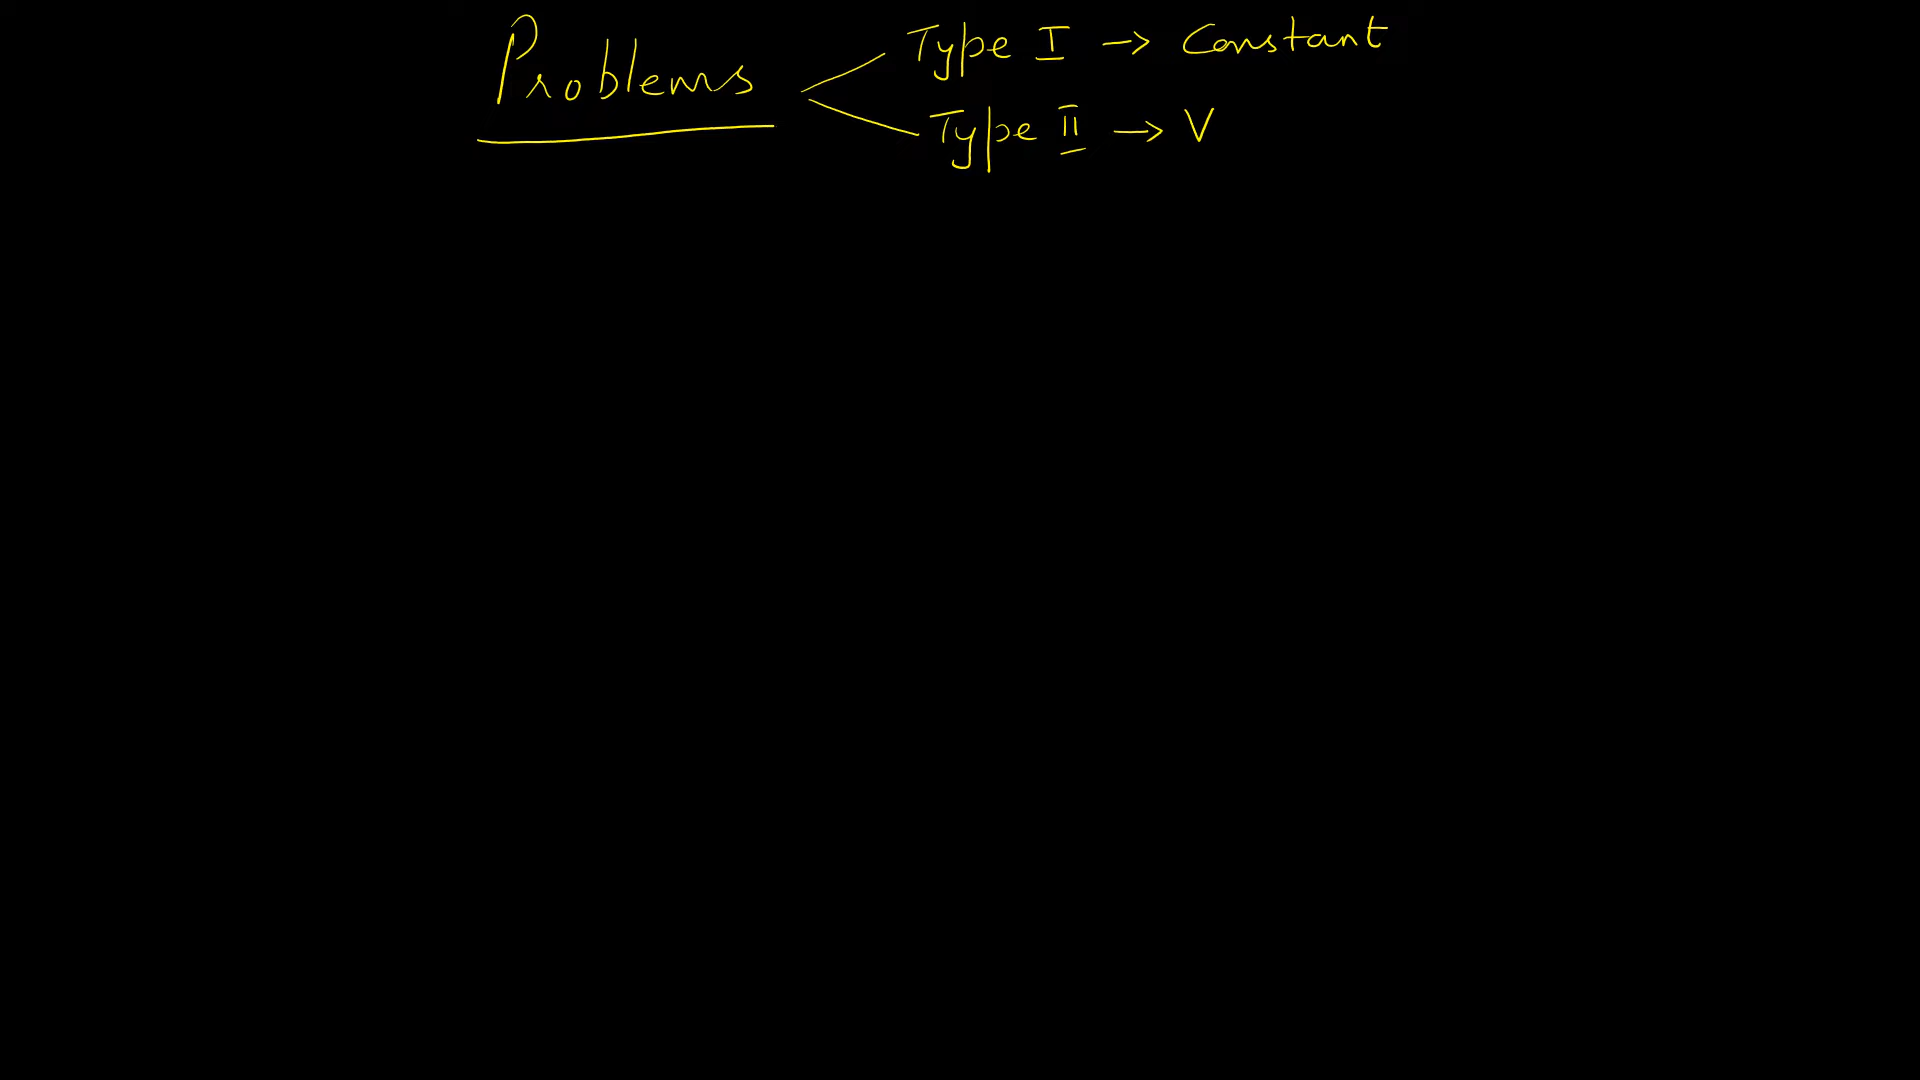 Problems
Type I → Constant
Type II → V